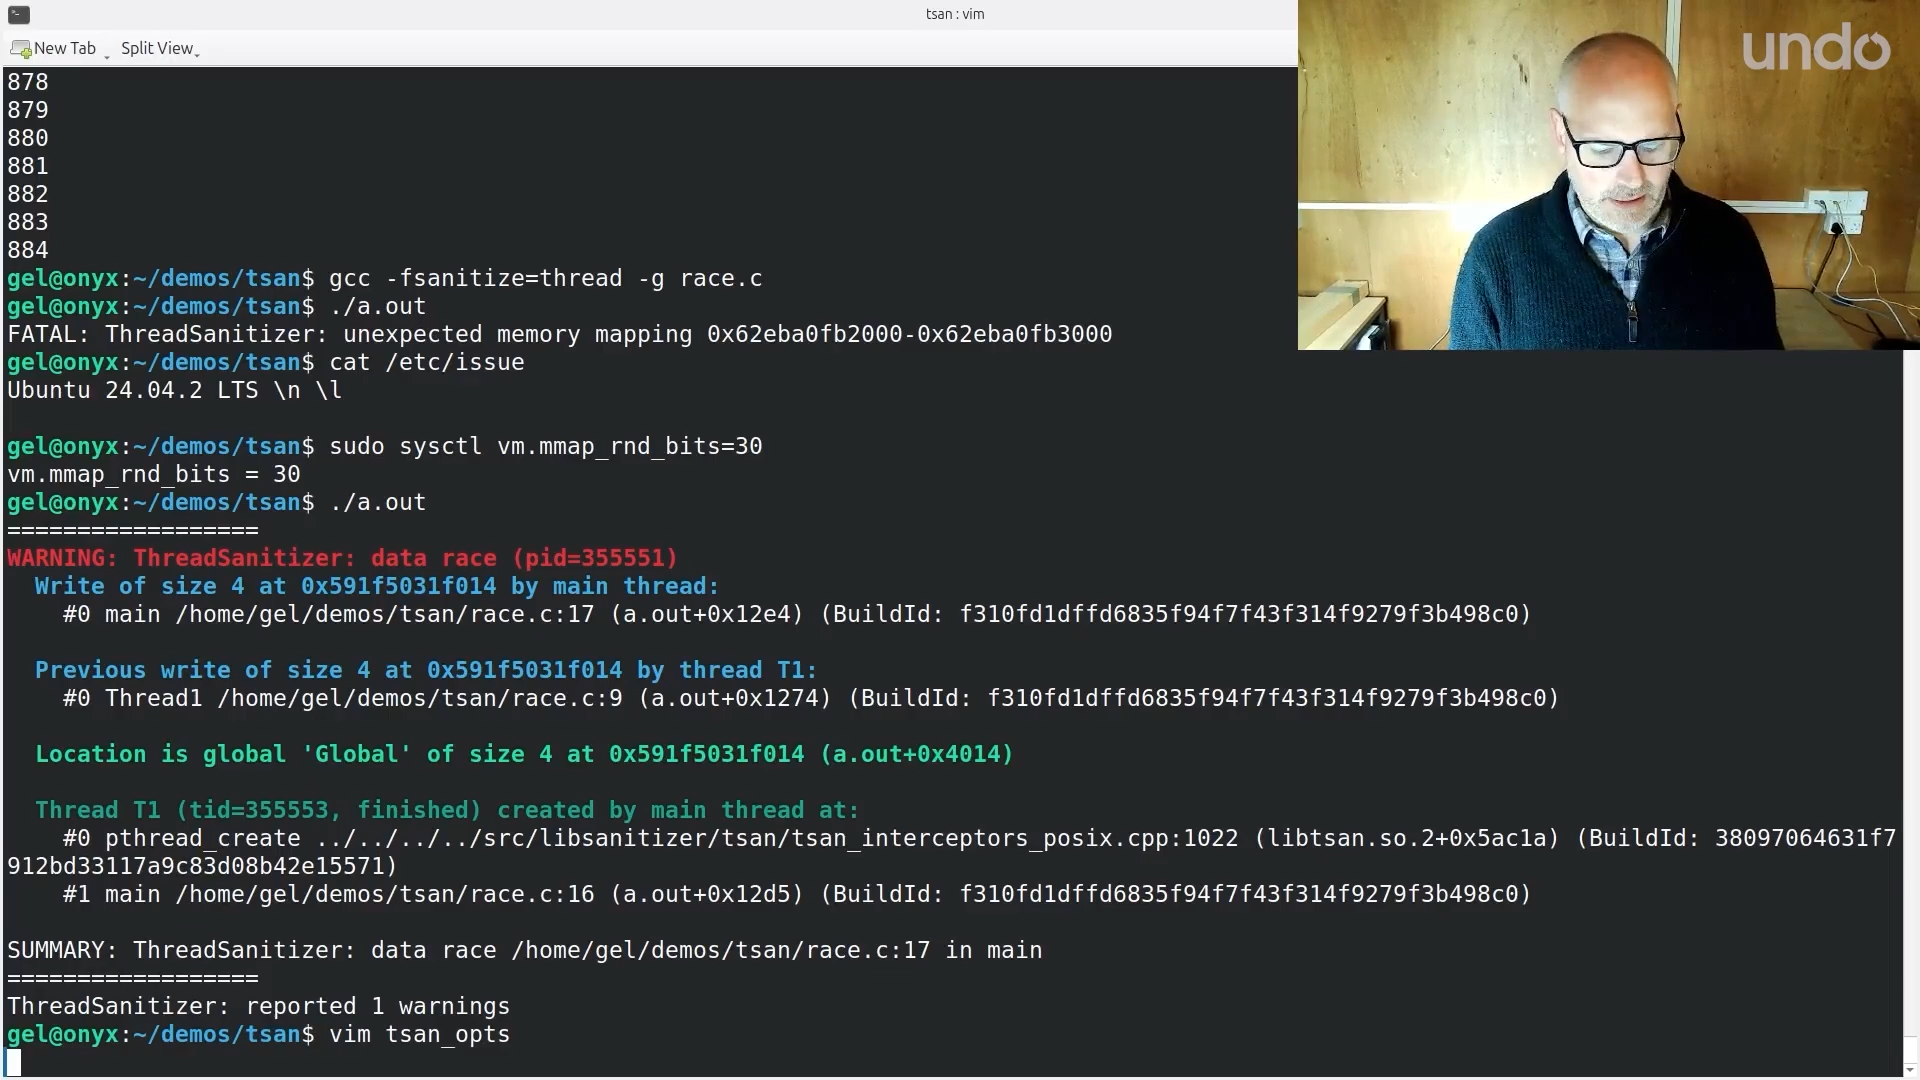 tsan : vim
New Tab Split View
undo
878
879
880
881
882
883
884
gel@onyx:~/demos/tsan$ gcc -fsanitize=thread -g race.c
gel@onyx:~/demos/tsan$ ./a.out
FATAL: ThreadSanitizer: unexpected memory mapping 0x62eba0fb2000-0x62eba0fb3000
gel@onyx:~/demos/tsan$ cat /etc/issue
Ubuntu 24.04.2 LTS \n \l
gel@onyx:~/demos/tsan$ sudo sysctl vm.mmap_rnd_bits=30
vm.mmap_rnd_bits = 30
gel@onyx:~/demos/tsan$ ./a.out
==================
WARNING: ThreadSanitizer: data race (pid=355551)
  Write of size 4 at 0x591f5031f014 by main thread:
    #0 main /home/gel/demos/tsan/race.c:17 (a.out+0x12e4) (BuildId: f310fd1dffd6835f94f7f43f314f9279f3b498c0)
  Previous write of size 4 at 0x591f5031f014 by thread T1:
    #0 Thread1 /home/gel/demos/tsan/race.c:9 (a.out+0x1274) (BuildId: f310fd1dffd6835f94f7f43f314f9279f3b498c0)
  Location is global 'Global' of size 4 at 0x591f5031f014 (a.out+0x4014)
  Thread T1 (tid=355553, finished) created by main thread at:
    #0 pthread_create ../../../../src/libsanitizer/tsan/tsan_interceptors_posix.cpp:1022 (libtsan.so.2+0x5ac1a) (BuildId: 38097064631f7
912bd33117a9c83d08b42e15571)
    #1 main /home/gel/demos/tsan/race.c:16 (a.out+0x12d5) (BuildId: f310fd1dffd6835f94f7f43f314f9279f3b498c0)
SUMMARY: ThreadSanitizer: data race /home/gel/demos/tsan/race.c:17 in main
==================
ThreadSanitizer: reported 1 warnings
gel@onyx:~/demos/tsan$ vim tsan_opts